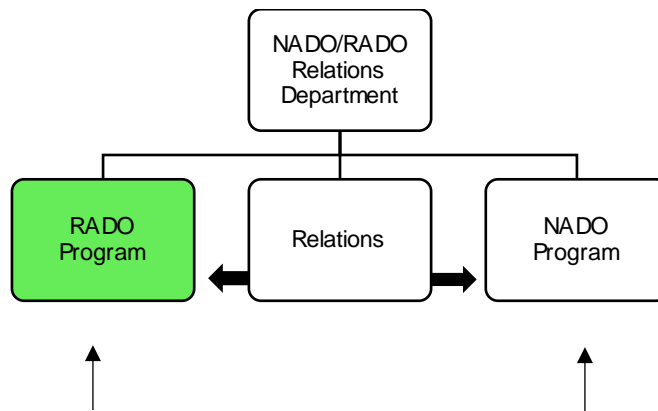 NADO/RADO
Relations
Department
RADO
Program
Relations
NADO
Program